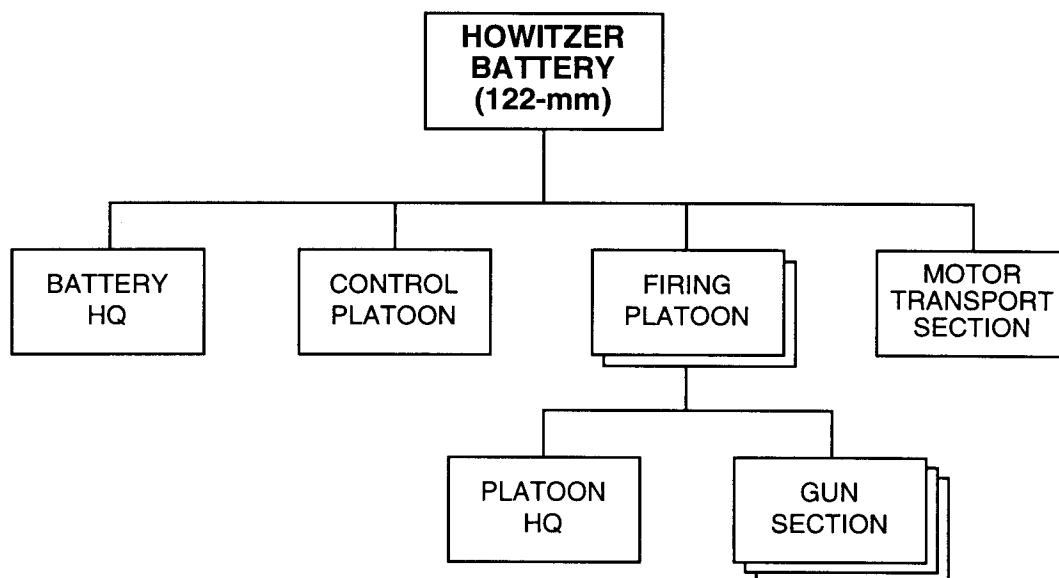 HOWITZER
BATTERY
(122-mm)
BATTERY
HQ
CONTROL
PLATOON
FIRING
PLATOON
MOTOR
TRANSPORT
SECTION
PLATOON
HQ
GUN
SECTION